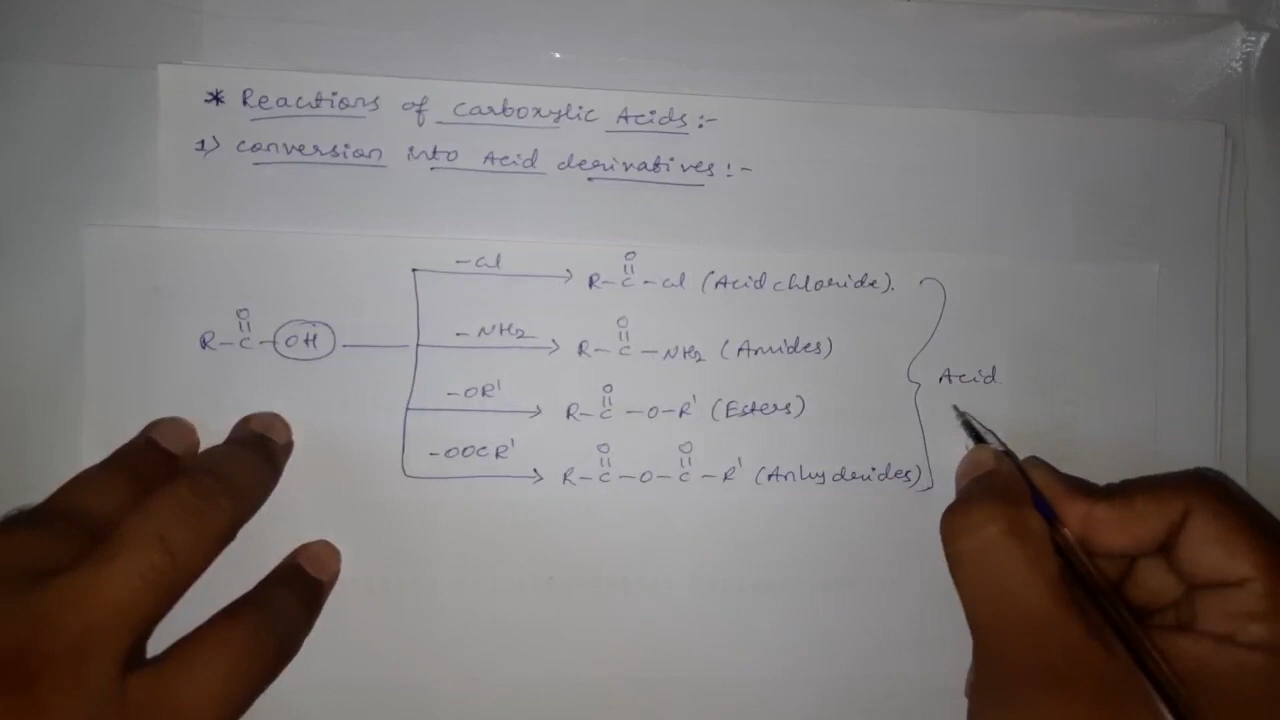 * Reactions of Carboxylic Acids :-
1) conversion into Acid derivatives :-
-Cl
O
R-C-Cl (Acid chloride).
O
R-C-OH
-NH2
O
R-C-NH2 (Amides)
Acid
-OR'
O
R-C-O-R' (Esters)
-OOCR'
O O
R-C-O-C-R' (Anhyderides)